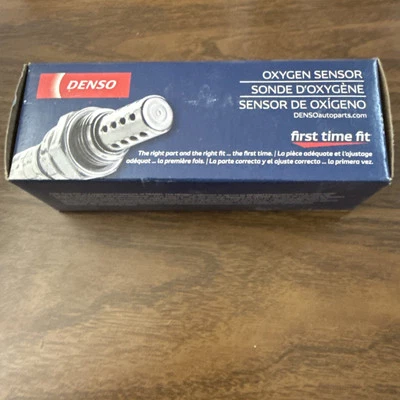 DENSO
OXYGEN SENSOR
SONDE D'OXYGÈNE
SENSOR DE OXÍGENO
DENSOautoparts.com
first time fit
The right part and the right fit ... the first time. | La pièce adéquate et l'ajustage
adéquat ... la première fois. | La parte correcta y el ajuste correcto ... la primera vez.